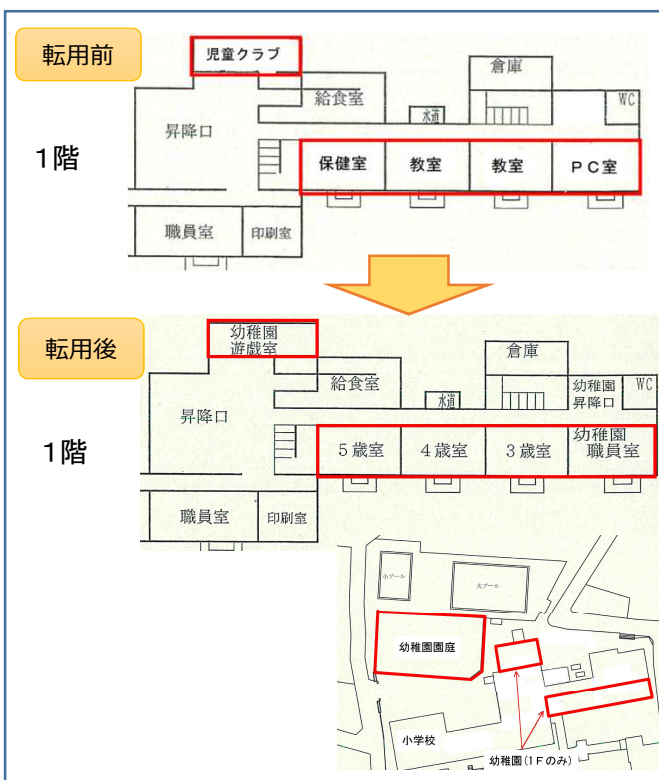 転用前
1階
児童クラブ
倉庫
給食室
水道
WC
昇降口
保健室
教室
教室
PC室
職員室
印刷室
転用後
1階
幼稚園
遊戯室
倉庫
給食室
水道
幼稚園
昇降口
WC
昇降口
5歳室
4歳室
3歳室
幼稚園
職員室
職員室
印刷室
小プール
大プール
幼稚園園庭
小学校
幼稚園(1Fのみ)